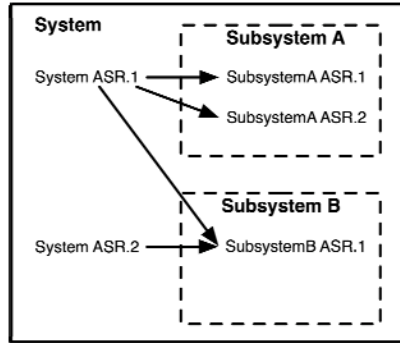 System
Subsystem A
System ASR.1
SubsystemA ASR.1
SubsystemA ASR.2
Subsystem B
System ASR.2
SubsystemB ASR.1